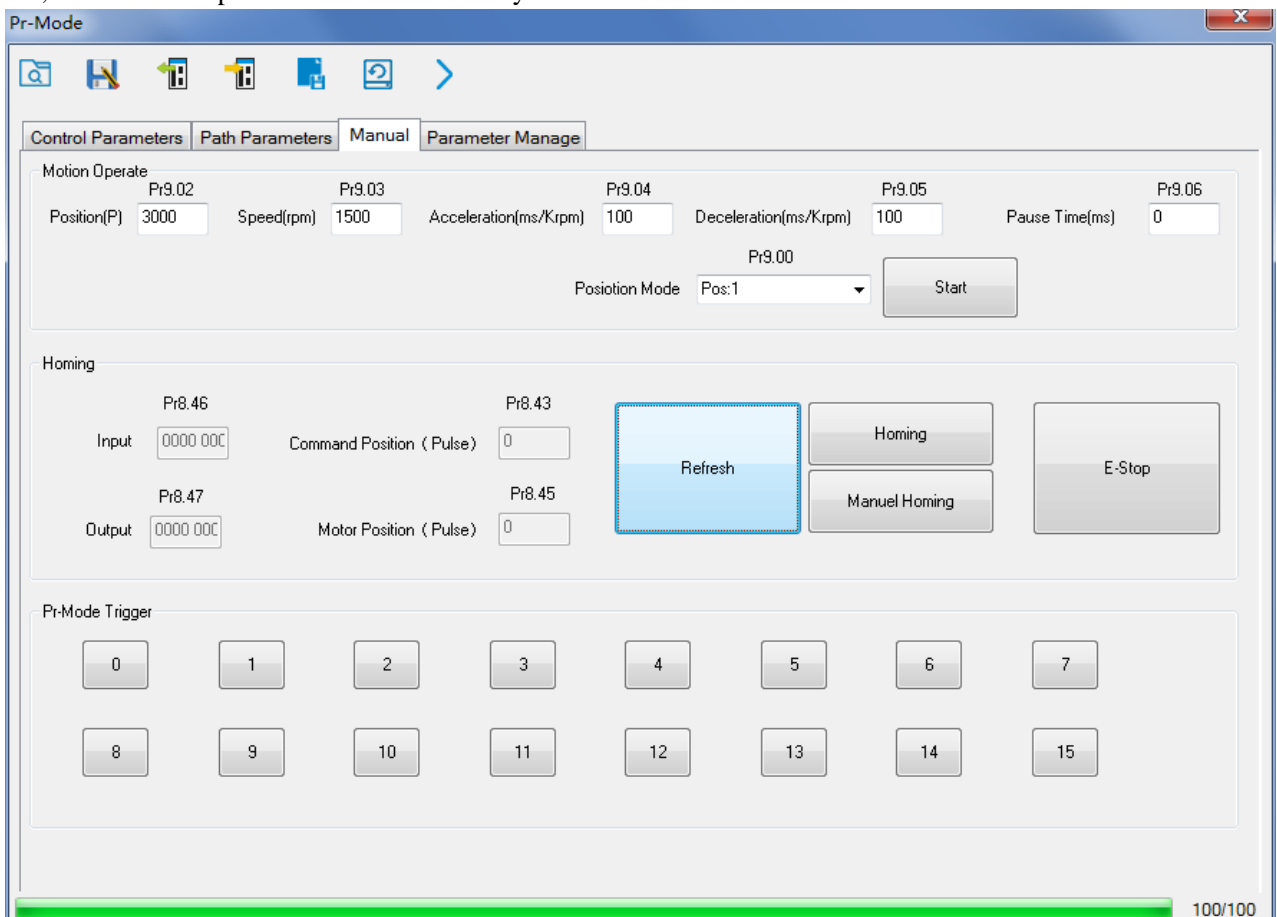 Pr-Mode
Control Parameters Path Parameters Manual Parameter Manage
Motion Operate
Pr9.02 Pr9.03 Pr9.04 Pr9.05 Pr9.06
Position(P) 3000 Speed(rpm) 1500 Acceleration(ms/Krpm) 100 Deceleration(ms/Krpm) 100 Pause Time(ms) 0
Pr9.00
Posiotion Mode Pos:1 Start
Homing
Pr8.46 Pr8.43
Input 0000 000 Command Position ( Pulse) 0
Refresh Homing E-Stop
Pr8.47 Pr8.45
Manuel Homing
Output 0000 000 Motor Position ( Pulse) 0
Pr-Mode Trigger
0 1 2 3 4 5 6 7
8 9 10 11 12 13 14 15
100/100